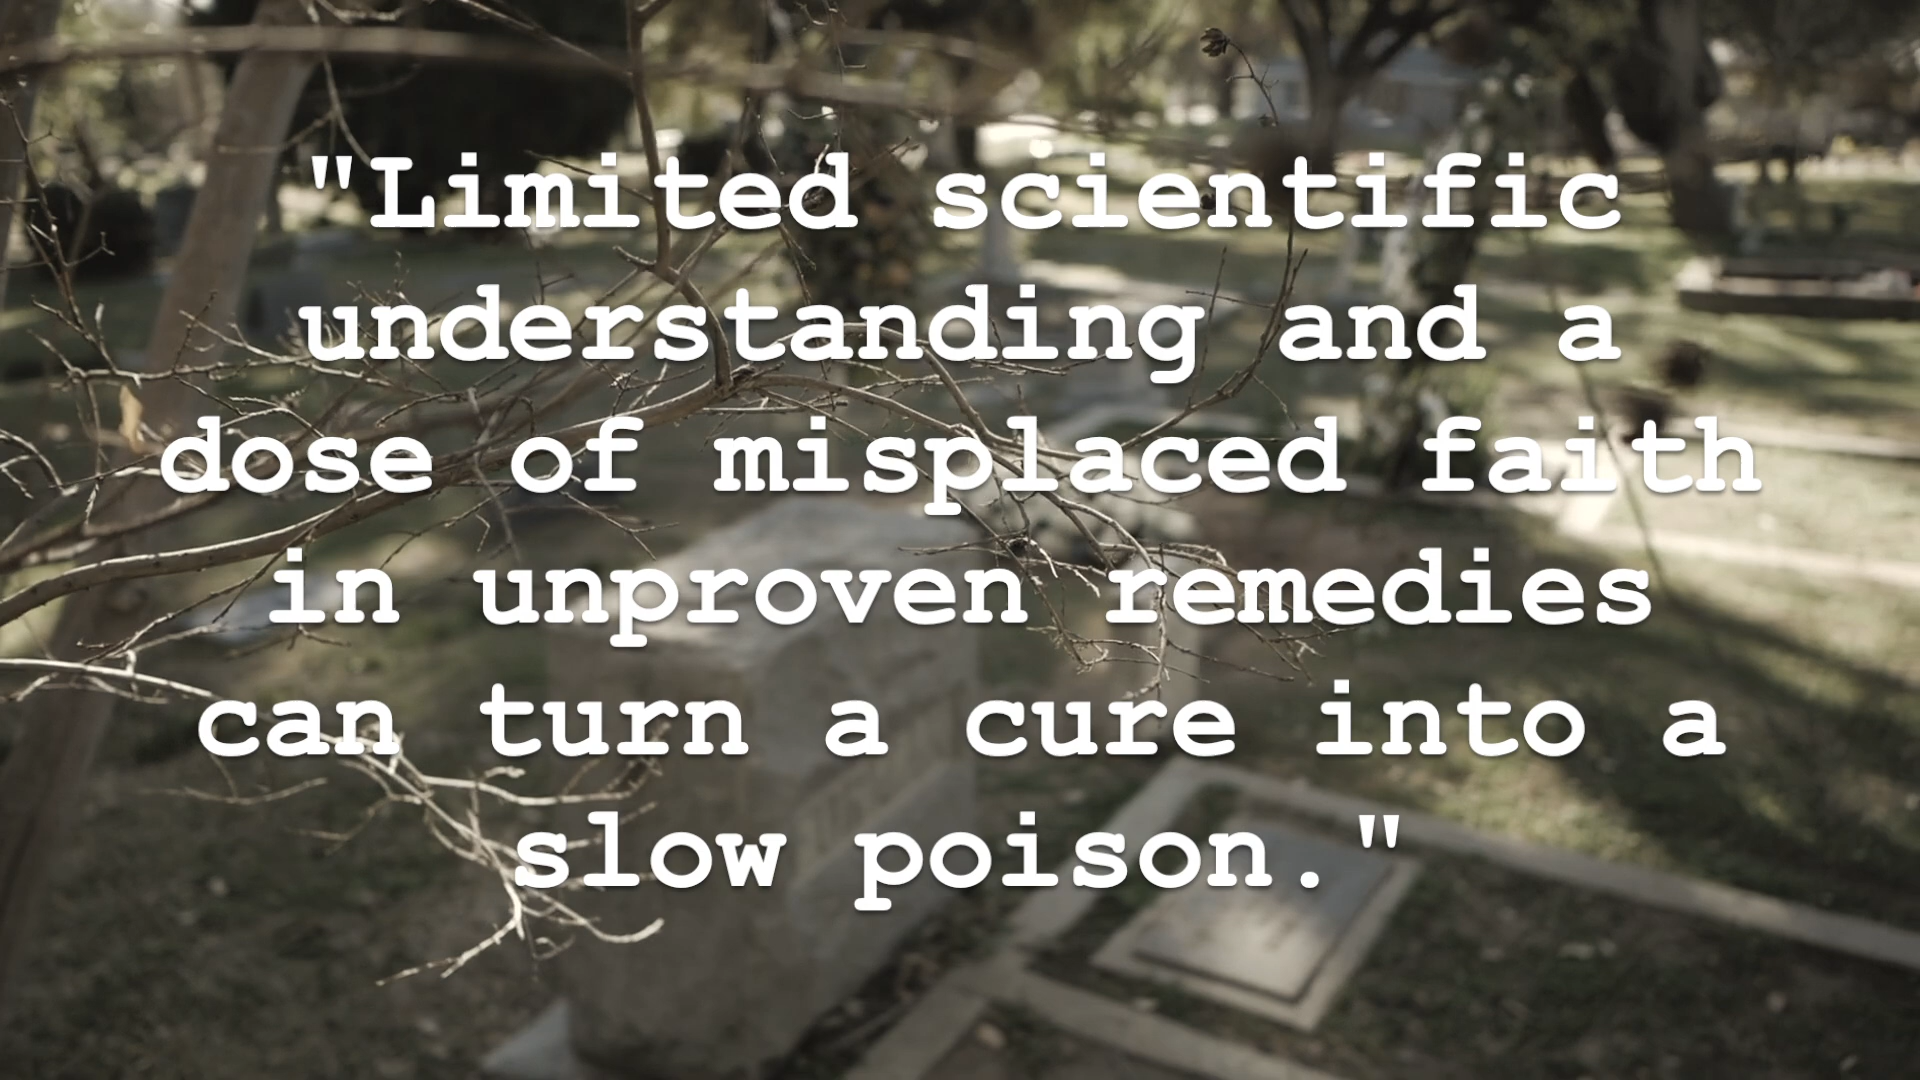 "Limited scientific
understanding and a
dose of misplaced faith
in unproven remedies
can turn a cure into a
slow poison."